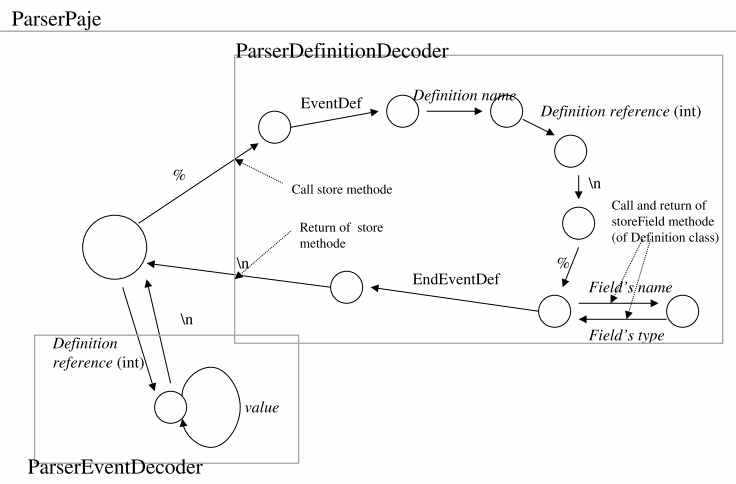 ParserPaje
ParserDefinitionDecoder
EventDef
Definition name
Definition reference (int)
%
Call store methode
\n
Call and return of
storeField methode
(of Definition class)
Return of  store
methode
\n
%
EndEventDef
Field's name
Field's type
\n
Definition
reference (int)
value
ParserEventDecoder